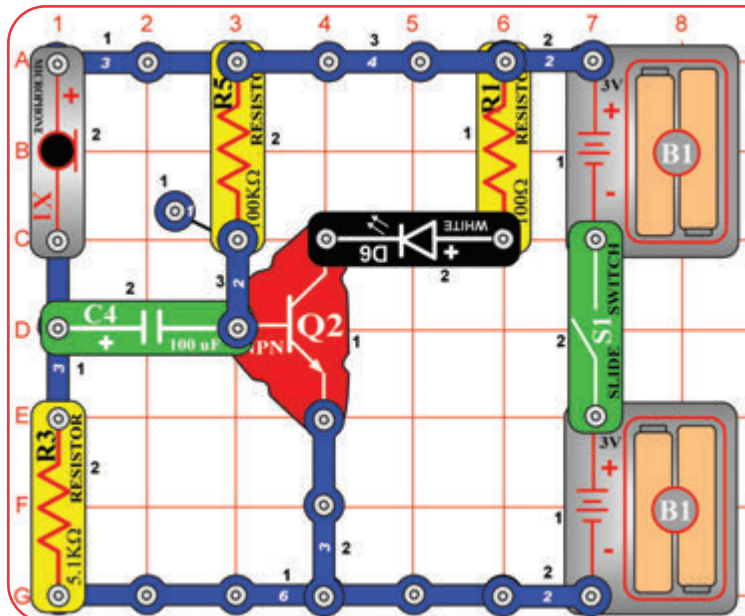 1 2 3 4 5 6 7 8
A B C D E F G
1 3 2
MICROPHONE
+
X1
R5
RESISTOR
100KΩ
2
3 4
R1
RESISTOR
100Ω
1
2 2
3V
+
-
B1
1
1 1
3 2
WHITE
+
D6
2
C4
+
100 uF
2
3 1
NPN
Q2
1
S1
SLIDE SWITCH
2
R3
RESISTOR
5.1KΩ
2
3 2
1 6
2 2
3V
+
-
B1
1